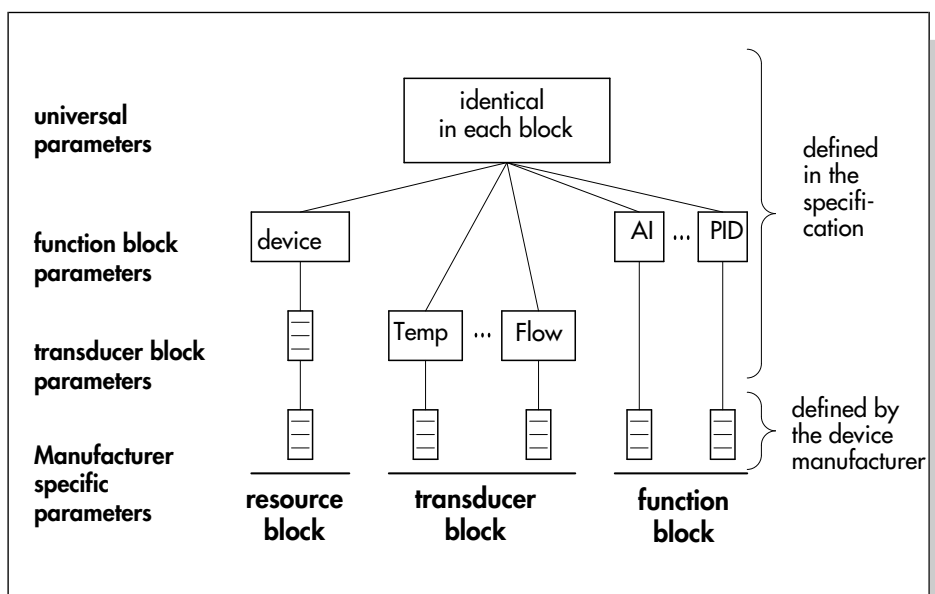 universal
parameters
identical
in each block
defined
in the
specifi-
cation
function block
parameters
device
AI ... PID
transducer block
parameters
Temp ... Flow
Manufacturer
specific
parameters
defined by
the device
manufacturer
resource
block
transducer
block
function
block